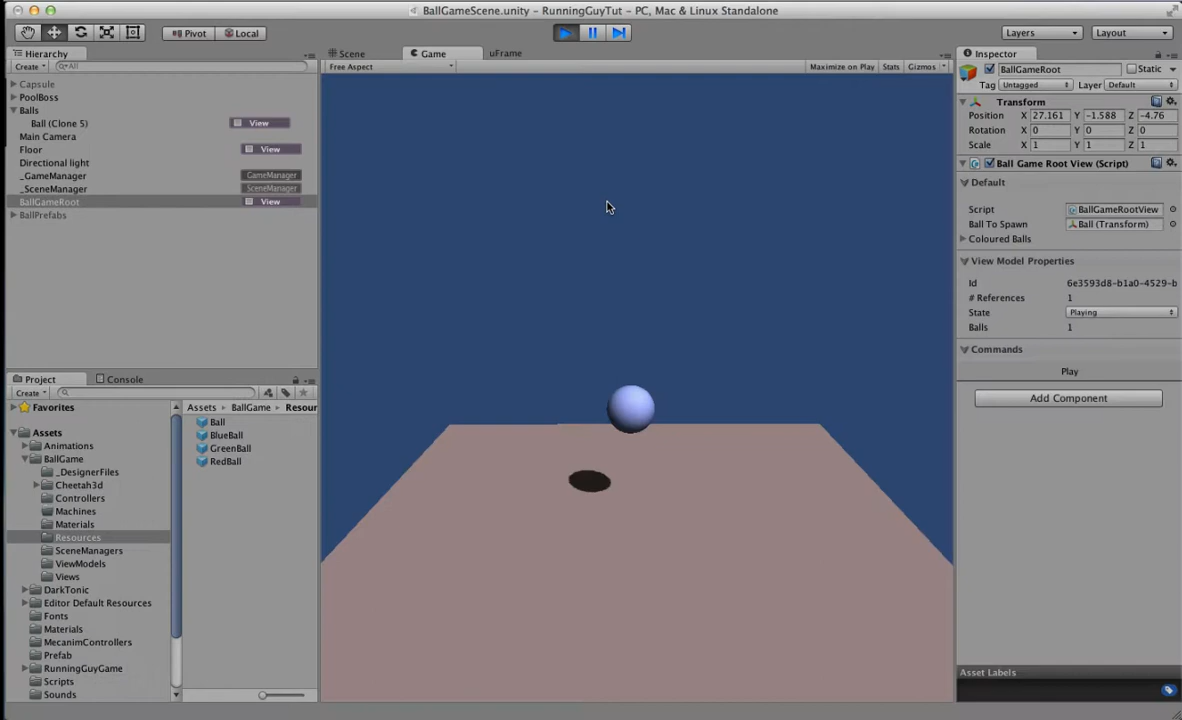 BallGameScene.unity - RunningGuyTut - PC, Mac & Linux Standalone
Pivot Local Layers Layout
Hierarchy
Create All
Capsule
PoolBoss
Balls
Ball (Clone 5) View
Main Camera
Floor View
Directional light
_GameManager GameManager
_SceneManager SceneManager
BallGameRoot View
BallPrefabs
Scene Game uFrame
Free Aspect Maximize on Play Stats Gizmos
Inspector
BallGameRoot Static
Tag Untagged Layer Default
Transform
Position X 27.161 Y -1.588 Z -4.76
Rotation X 0 Y 0 Z 0
Scale X 1 Y 1 Z 1
Ball Game Root View (Script)
Default
Script BallGameRootView
Ball To Spawn Ball (Transform)
Coloured Balls
View Model Properties
Id 6e3593d8-b1a0-4529-b
# References 1
State Playing
Balls 1
Commands
Play
Add Component
Asset Labels
Project Console
Create
Favorites
Assets
Animations
BallGame
_DesignerFiles
Cheetah3d
Controllers
Machines
Materials
Resources
SceneManagers
ViewModels
Views
DarkTonic
Editor Default Resources
Fonts
Materials
MecanimControllers
Prefab
RunningGuyGame
Scripts
Sounds
Assets BallGame Resour
Ball
BlueBall
GreenBall
RedBall